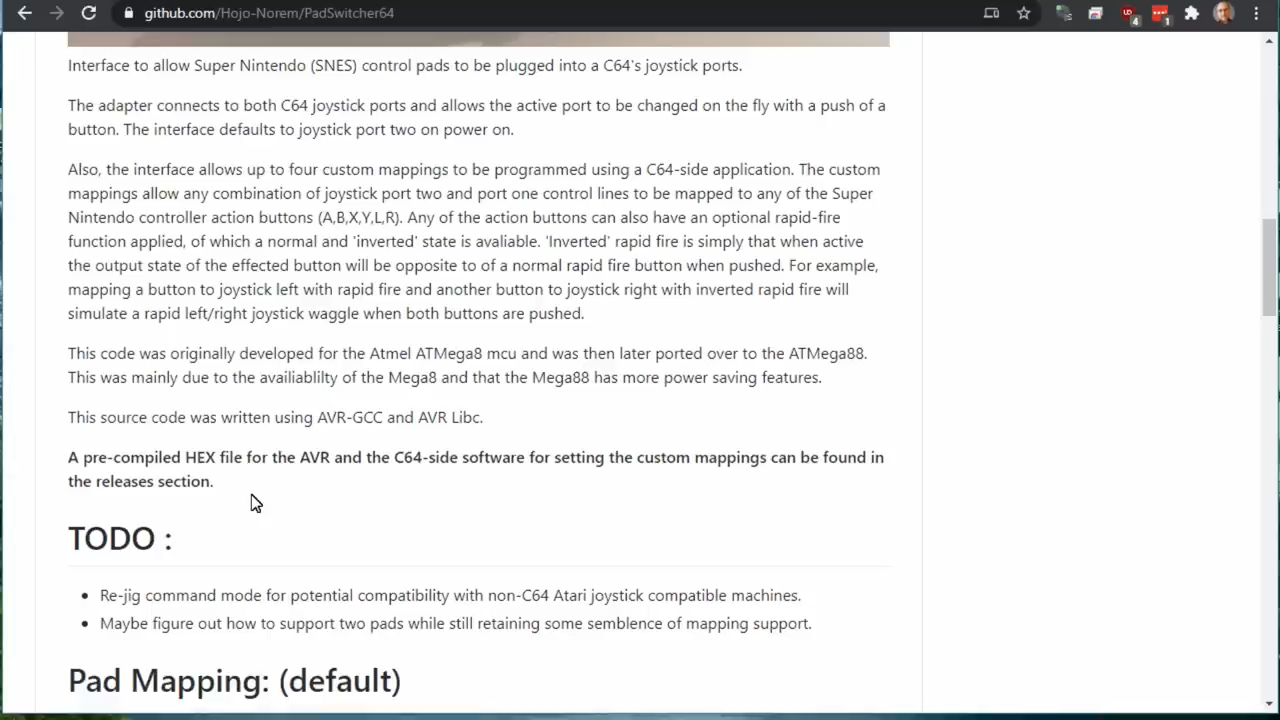 github.com/Hojo-Norem/PadSwitcher64
4
1
Interface to allow Super Nintendo (SNES) control pads to be plugged into a C64's joystick ports.
The adapter connects to both C64 joystick ports and allows the active port to be changed on the fly with a push of a
button. The interface defaults to joystick port two on power on.
Also, the interface allows up to four custom mappings to be programmed using a C64-side application. The custom
mappings allow any combination of joystick port two and port one control lines to be mapped to any of the Super
Nintendo controller action buttons (A,B,X,Y,L,R). Any of the action buttons can also have an optional rapid-fire
function applied, of which a normal and 'inverted' state is avaliable. 'Inverted' rapid fire is simply that when active
the output state of the effected button will be opposite to of a normal rapid fire button when pushed. For example,
mapping a button to joystick left with rapid fire and another button to joystick right with inverted rapid fire will
simulate a rapid left/right joystick waggle when both buttons are pushed.
This code was originally developed for the Atmel ATMega8 mcu and was then later ported over to the ATMega88.
This was mainly due to the availiablilty of the Mega8 and that the Mega88 has more power saving features.
This source code was written using AVR-GCC and AVR Libc.
A pre-compiled HEX file for the AVR and the C64-side software for setting the custom mappings can be found in
the releases section.
TODO :
Re-jig command mode for potential compatibility with non-C64 Atari joystick compatible machines.
Maybe figure out how to support two pads while still retaining some semblence of mapping support.
Pad Mapping: (default)